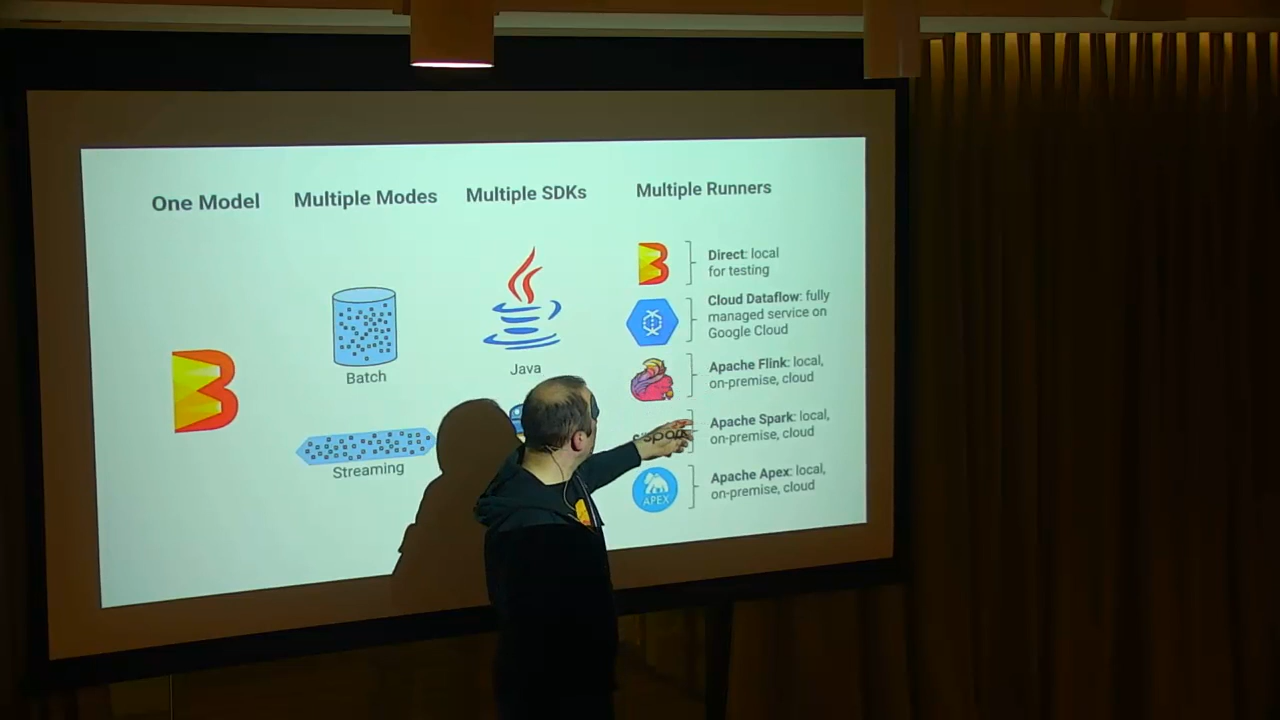 One Model
Multiple Modes
Multiple SDKs
Multiple Runners
Batch
Streaming
Java
Direct: local
for testing
Cloud Dataflow: fully
managed service on
Google Cloud
Apache Flink: local,
on-premise, cloud
Apache Spark: local,
on-premise, cloud
APEX
Apache Apex: local,
on-premise, cloud